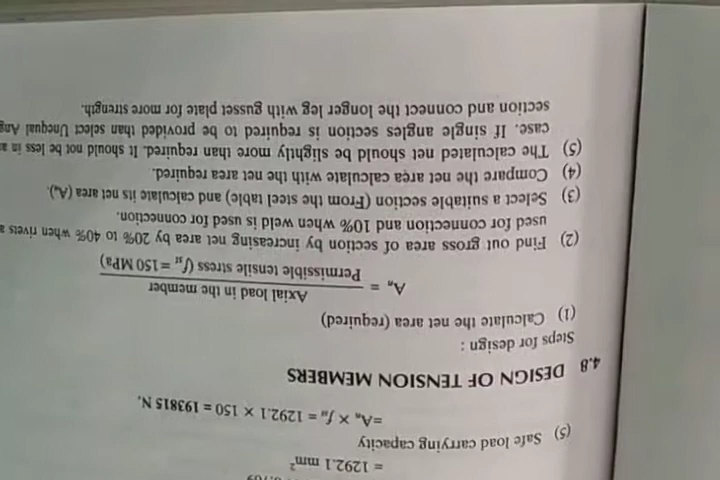 = 1292.1 mm²
(5) Safe load carrying capacity
=Aₙ × fₛₜ = 1292.1 × 150 = 193815 N.
4.8 DESIGN OF TENSION MEMBERS
Steps for design :
(1) Calculate the net area (required)
Aₙ = Axial load in the member / Permissible tensile stress (fₛₜ = 150 MPa)
(2) Find out gross area of section by increasing net area by 20% to 40% when rivets
used for connection and 10% when weld is used for connection.
(3) Select a suitable section (From the steel table) and calculate its net area (Aₙ).
(4) Compare the net area calculate with the net area required.
(5) The calculated net should be slightly more than required. It should not be less in
case. If single angles section is required to be provided than select Unequal Ang
section and connect the longer leg with gusset plate for more strength.